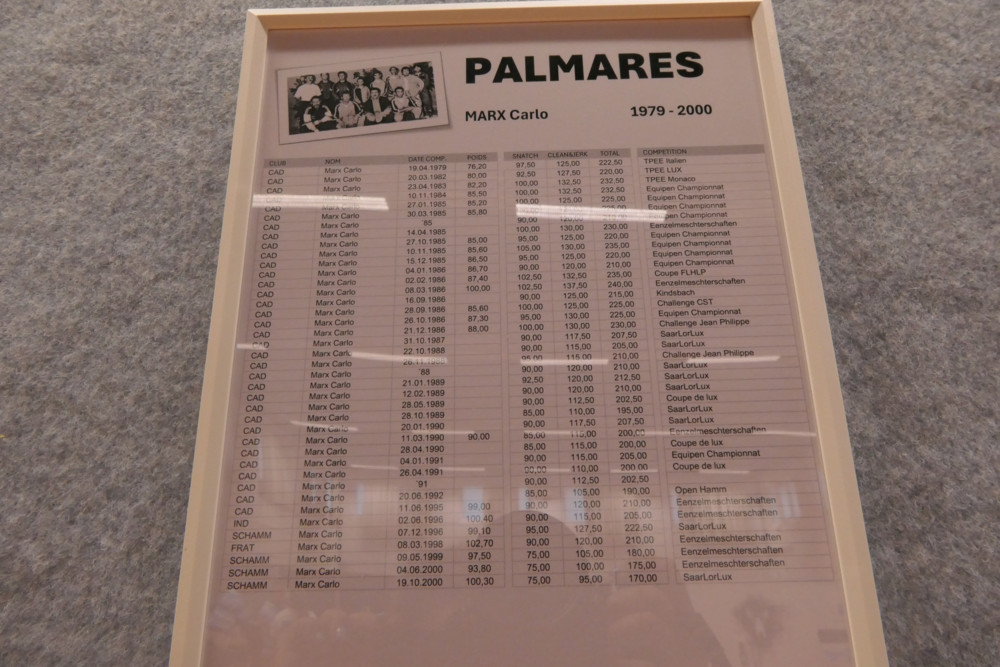 PALMARES
MARX Carlo 1979 - 2000
CLUB NOM DATE COMP. POIDS SNATCH CLEAN&JERK TOTAL COMPETITION
CAD Marx Carlo 19.04.1979 76,20 97,50 125,00 222,50 TPEE Italien
CAD Marx Carlo 20.03.1982 80,00 92,50 127,50 220,00 TPEE LUX
CAD Marx Carlo 23.04.1983 82,20 100,00 132,50 232,50 TPEE Monaco
CAD Marx Carlo 10.11.1984 85,50 100,00 132,50 232,50 Equipen Championnat
Marx Carlo 27.01.1985 85,20 100,00 125,00 225,00 Equipen Championnat
CAD Marx Carlo 30.03.1985 85,80 Equipen Championnat
CAD Marx Carlo '85 90,00 120,00 Championnat
CAD Marx Carlo 14.04.1985 100,00 130,00 230,00 Eenzelmeschterschaften
CAD Marx Carlo 27.10.1985 85,00 95,00 125,00 220,00 Equipen Championnat
CAD Marx Carlo 10.11.1985 85,60 105,00 130,00 235,00 Equipen Championnat
CAD Marx Carlo 15.12.1985 86,50 95,00 125,00 220,00 Equipen Championnat
CAD Marx Carlo 04.01.1986 86,70 90,00 120,00 210,00 Equipen Championnat
CAD Marx Carlo 02.02.1986 87,40 102,50 132,50 235,00 Coupe FLHLP
CAD Marx Carlo 08.03.1986 100,00 102,50 137,50 240,00 Eenzelmeschterschaften
CAD Marx Carlo 16.09.1986 90,00 125,00 215,00 Kindsbach
CAD Marx Carlo 28.09.1986 85,60 100,00 125,00 225,00 Challenge CST
CAD Marx Carlo 26.10.1986 87,30 95,00 130,00 225,00 Equipen Championnat
CAD Marx Carlo 21.12.1986 88,00 100,00 130,00 230,00 Challenge Jean Philippe
CAD Marx Carlo 31.10.1987 90,00 117,50 207,50 SaarLorLux
CAD Marx Carlo 22.10.1988 90,00 115,00 205,00 SaarLorLux
CAD Marx Carlo 26.11.1988 95,00 115,00 210,00 Challenge Jean Philippe
CAD Marx Carlo '88 90,00 120,00 210,00 SaarLorLux
CAD Marx Carlo 21.01.1989 92,50 120,00 212,50 SaarLorLux
CAD Marx Carlo 12.02.1989 90,00 120,00 210,00 SaarLorLux
CAD Marx Carlo 28.05.1989 90,00 112,50 202,50 Coupe de lux
CAD Marx Carlo 28.10.1989 85,00 110,00 195,00 SaarLorLux
CAD Marx Carlo 20.01.1990 90,00 117,50 207,50 SaarLorLux
CAD Marx Carlo 11.03.1990 90,00 85,00 115,00 200,00 Eenzelmeschterschaften
CAD Marx Carlo 28.04.1990 85,00 115,00 200,00 Coupe de lux
CAD Marx Carlo 04.01.1991 90,00 115,00 205,00 Equipen Championnat
CAD Marx Carlo 26.04.1991 90,00 110,00 200,00 Coupe de lux
CAD Marx Carlo '91 90,00 112,50 202,50
CAD Marx Carlo 20.06.1992 85,00 105,00 190,00 Open Hamm
CAD Marx Carlo 11.06.1995 99,00 90,00 120,00 210,00 Eenzelmeschterschaften
IND Marx Carlo 02.06.1996 100,40 90,00 115,00 205,00 Eenzelmeschterschaften
SCHAMM Marx Carlo 07.12.1996 99,10 95,00 127,50 222,50 SaarLorLux
FRAT Marx Carlo 08.03.1998 102,70 90,00 120,00 210,00 Eenzelmeschterschaften
SCHAMM Marx Carlo 09.05.1999 97,50 75,00 105,00 180,00 Eenzelmeschterschaften
SCHAMM Marx Carlo 04.06.2000 93,80 75,00 100,00 175,00 Eenzelmeschterschaften
SCHAMM Marx Carlo 19.10.2000 100,30 75,00 95,00 170,00 SaarLorLux